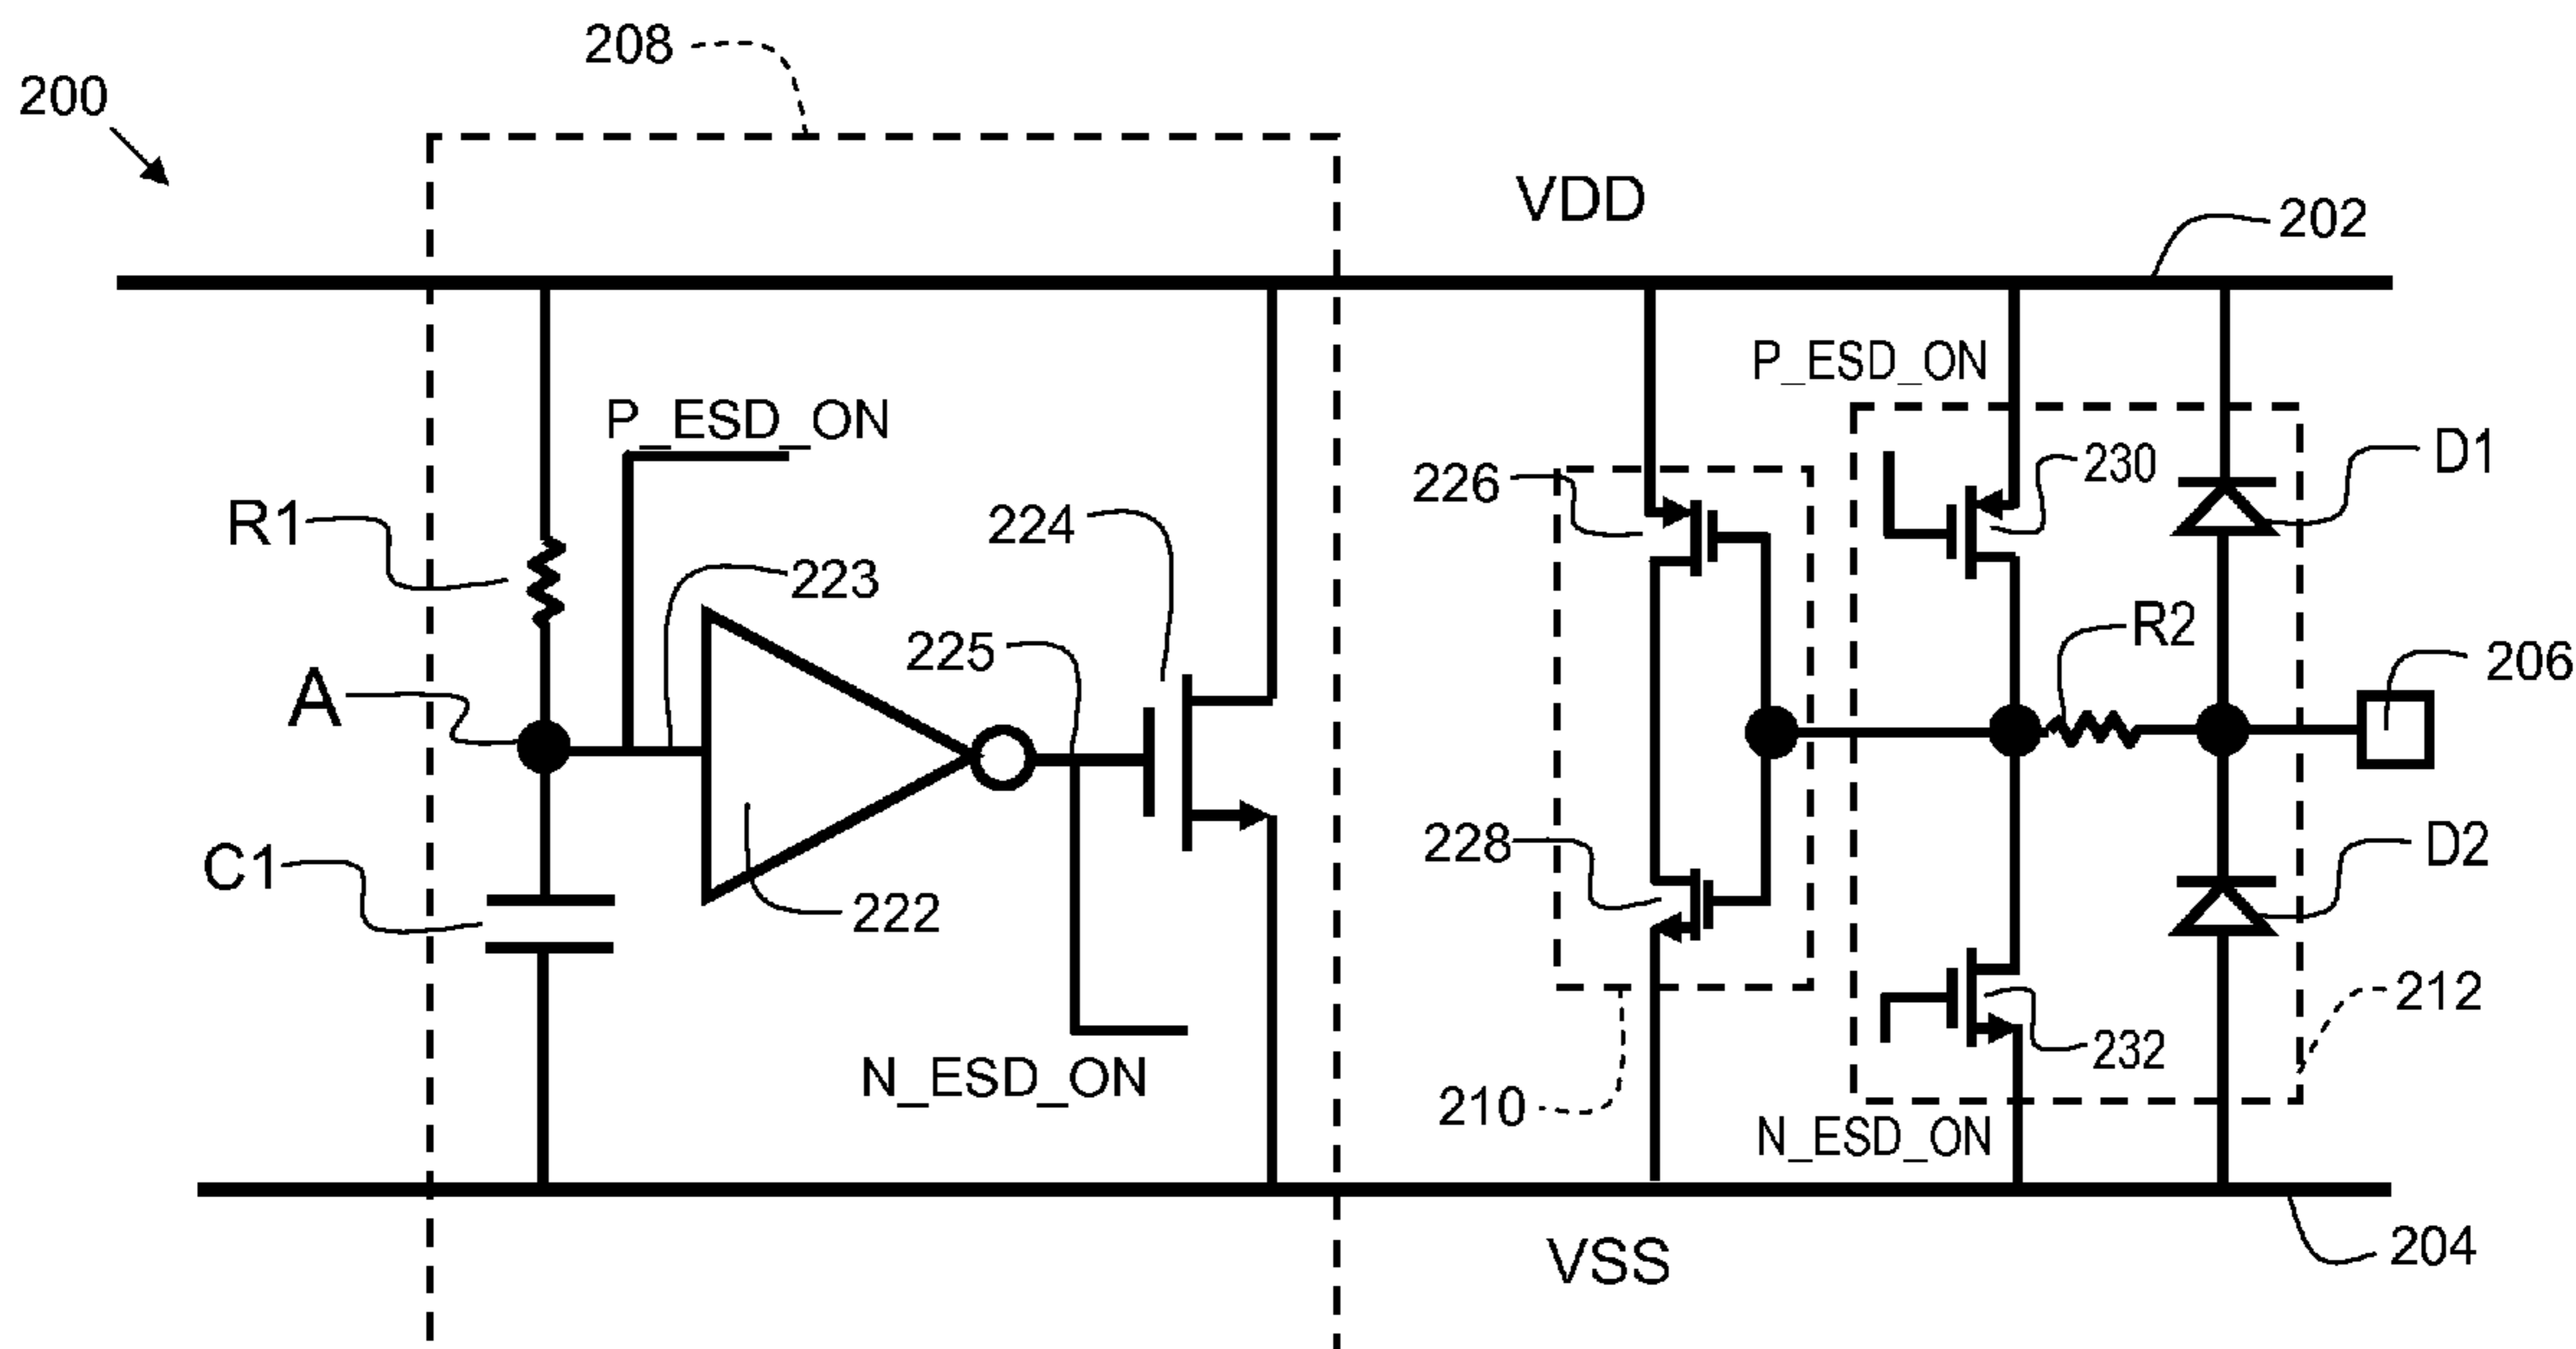 208
200
VDD
202
P_ESD_ON
P_ESD_ON
D1
226
230
R1
224
223
R2
225
206
A
228
D2
C1
222
212
232
N_ESD_ON
210
N_ESD_ON
VSS
204